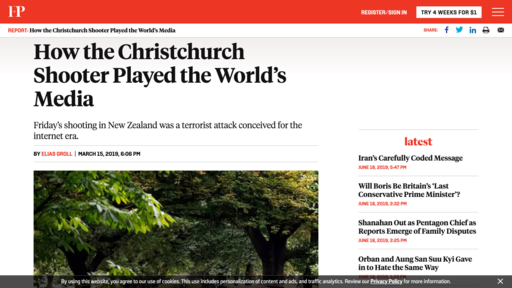 FP
REGISTER/SIGN IN
TRY 4 WEEKS FOR $1
REPORT: How the Christchurch Shooter Played the World's Media
SHARE:
How the Christchurch
Shooter Played the World's
Media
Friday's shooting in New Zealand was a terrorist attack conceived for the
internet era.
BY ELIAS GROLL | MARCH 15, 2019, 6:06 PM
latest
Iran's Carefully Coded Message
JUNE 18, 2019, 5:47 PM
Will Boris Be Britain's 'Last
Conservative Prime Minister'?
JUNE 18, 2019, 3:32 PM
Shanahan Out as Pentagon Chief as
Reports Emerge of Family Disputes
JUNE 18, 2019, 3:25 PM
Orban and Aung San Suu Kyi Gave
in to Hate the Same Way
By using this website, you agree to our use of cookies. This use includes personalization of content and ads, and traffic analytics. Review our Privacy Policy for more information.